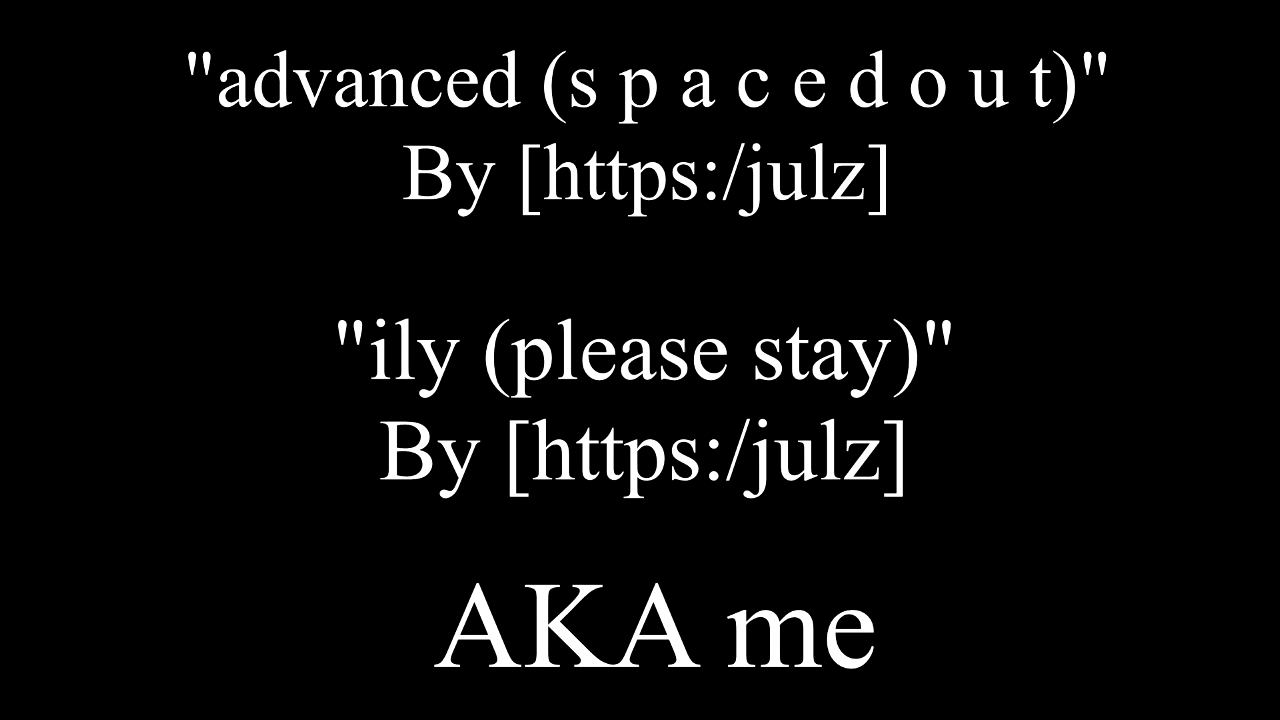 "advanced (s p a c e d o u t)"
By [https:/julz]
"ily (please stay)"
By [https:/julz]
AKA me